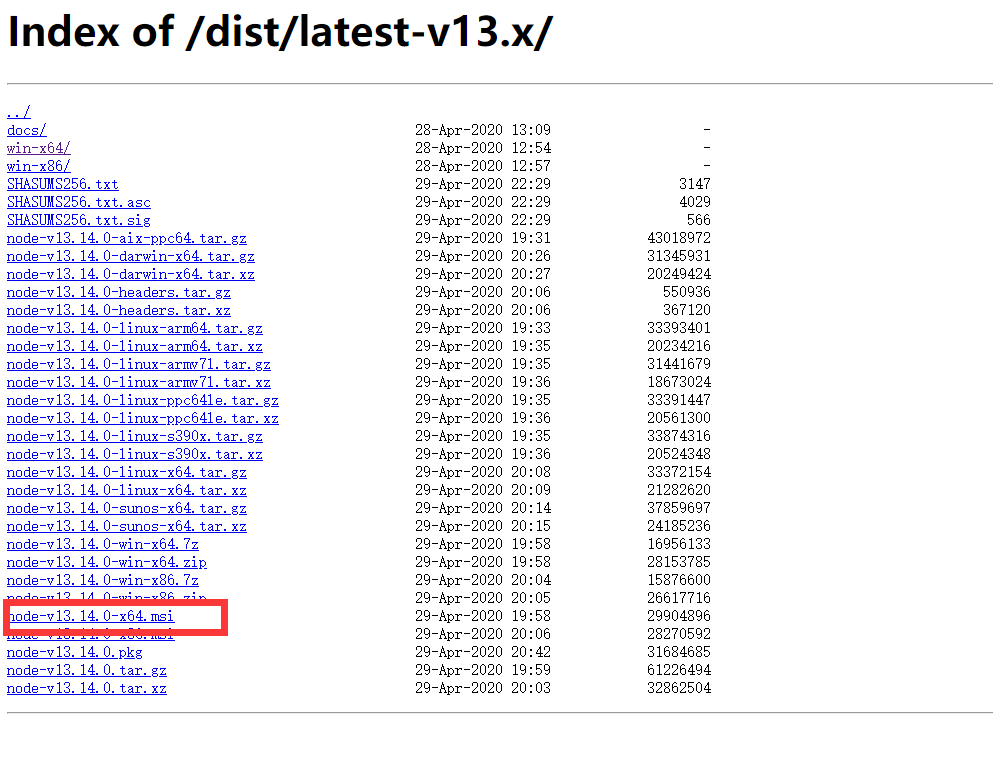 Index of /dist/latest-v13.x/
../
docs/ 28-Apr-2020 13:09 -
win-x64/ 28-Apr-2020 12:54 -
win-x86/ 28-Apr-2020 12:57 -
SHASUMS256.txt 29-Apr-2020 22:29 3147
SHASUMS256.txt.asc 29-Apr-2020 22:29 4029
SHASUMS256.txt.sig 29-Apr-2020 22:29 566
node-v13.14.0-aix-ppc64.tar.gz 29-Apr-2020 19:31 43018972
node-v13.14.0-darwin-x64.tar.gz 29-Apr-2020 20:26 31345931
node-v13.14.0-darwin-x64.tar.xz 29-Apr-2020 20:27 20249424
node-v13.14.0-headers.tar.gz 29-Apr-2020 20:06 550936
node-v13.14.0-headers.tar.xz 29-Apr-2020 20:06 367120
node-v13.14.0-linux-arm64.tar.gz 29-Apr-2020 19:33 33393401
node-v13.14.0-linux-arm64.tar.xz 29-Apr-2020 19:35 20234216
node-v13.14.0-linux-armv7l.tar.gz 29-Apr-2020 19:35 31441679
node-v13.14.0-linux-armv7l.tar.xz 29-Apr-2020 19:36 18673024
node-v13.14.0-linux-ppc64le.tar.gz 29-Apr-2020 19:35 33391447
node-v13.14.0-linux-ppc64le.tar.xz 29-Apr-2020 19:36 20561300
node-v13.14.0-linux-s390x.tar.gz 29-Apr-2020 19:35 33874316
node-v13.14.0-linux-s390x.tar.xz 29-Apr-2020 19:36 20524348
node-v13.14.0-linux-x64.tar.gz 29-Apr-2020 20:08 33372154
node-v13.14.0-linux-x64.tar.xz 29-Apr-2020 20:09 21282620
node-v13.14.0-sunos-x64.tar.gz 29-Apr-2020 20:14 37859697
node-v13.14.0-sunos-x64.tar.xz 29-Apr-2020 20:15 24185236
node-v13.14.0-win-x64.7z 29-Apr-2020 19:58 16956133
node-v13.14.0-win-x64.zip 29-Apr-2020 19:58 28153785
node-v13.14.0-win-x86.7z 29-Apr-2020 20:04 15876600
node-v13.14.0-win-x86.zip 29-Apr-2020 20:05 26617716
node-v13.14.0-x64.msi 29-Apr-2020 19:58 29904896
node-v13.14.0-x86.msi 29-Apr-2020 20:06 28270592
node-v13.14.0.pkg 29-Apr-2020 20:42 31684685
node-v13.14.0.tar.gz 29-Apr-2020 19:59 61226494
node-v13.14.0.tar.xz 29-Apr-2020 20:03 32862504